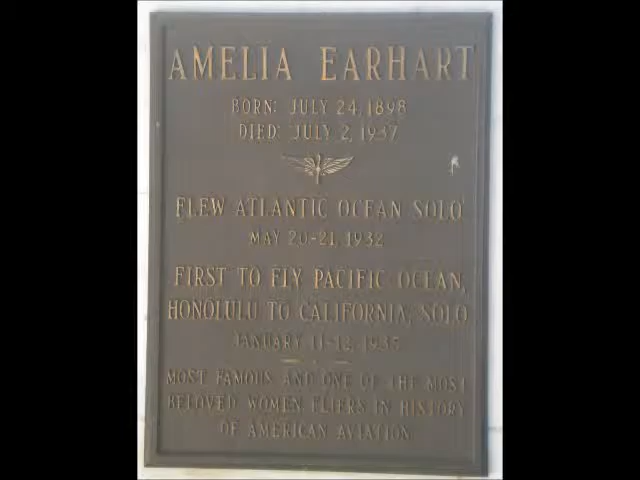 AMELIA EARHART
BORN: JULY 24, 1898
DIED: JULY 2, 1937
FLEW ATLANTIC OCEAN SOLO
MAY 20-21, 1932
FIRST TO FLY PACIFIC OCEAN,
HONOLULU TO CALIFORNIA, SOLO
JANUARY 11-12, 1935
MOST FAMOUS AND ONE OF THE MOST
BELOVED WOMEN FLIERS IN HISTORY
OF AMERICAN AVIATION